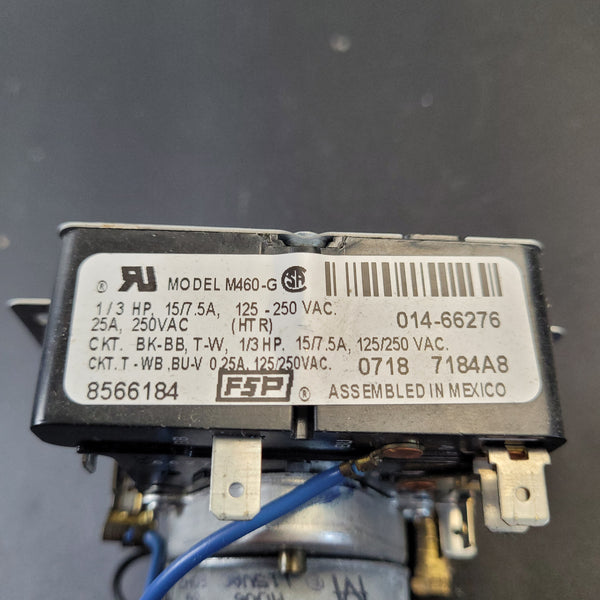 MODEL M460-G
1/3 HP, 15/7.5A, 125-250 VAC.
25A, 250VAC (HTR)
014-66276
CKT. BK-BB, T-W, 1/3 HP. 15/7.5A, 125/250 VAC.
CKT. T-WB, BU-V 0.25A, 125/250VAC. 0718 7184A8
8566184 FSP ® ASSEMBLED IN MEXICO